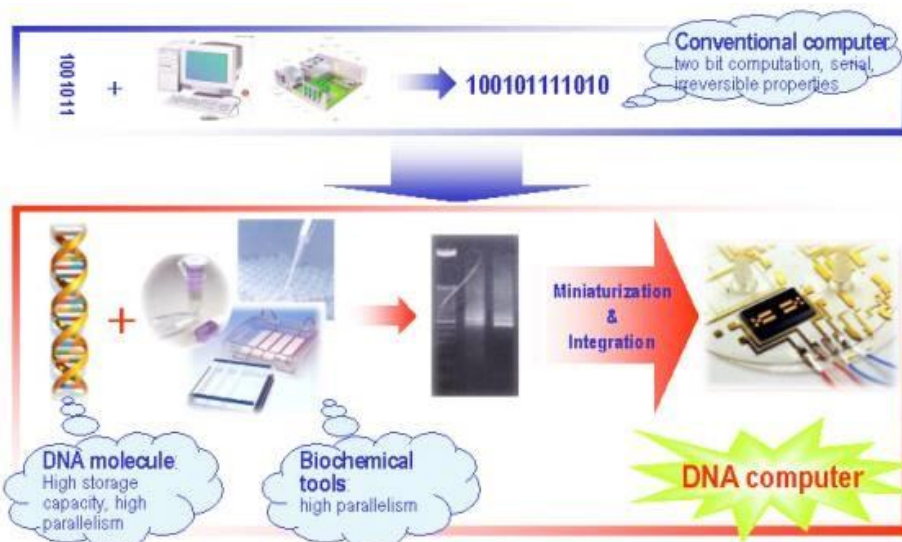 Conventional computer:
two bit computation, serial,
irreversible properties
1001011
+
100101111010
+
Miniaturization
&
Integration
DNA molecule:
High storage
capacity, high
parallelism
Biochemical
tools:
high parallelism
DNA computer